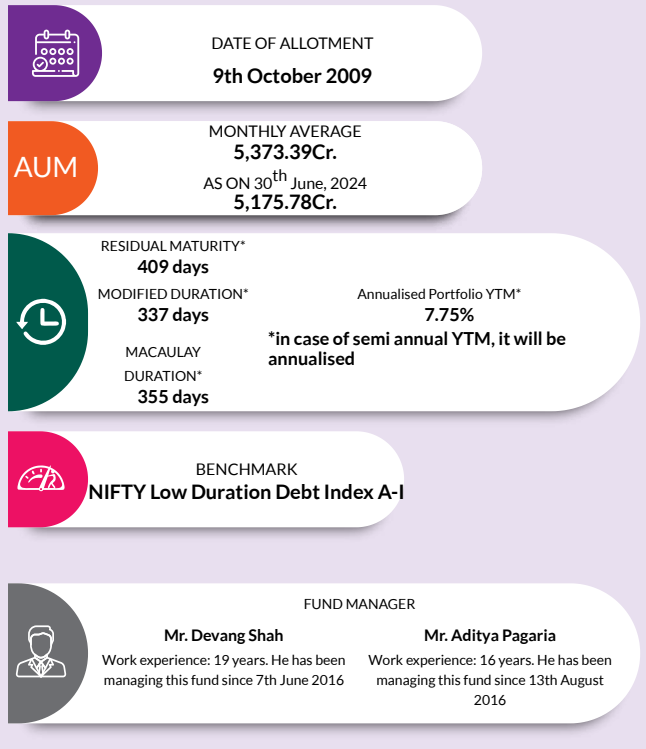 DATE OF ALLOTMENT
9th October 2009
AUM
MONTHLY AVERAGE
5,373.39Cr.
AS ON 30th June, 2024
5,175.78Cr.
RESIDUAL MATURITY*
409 days
MODIFIED DURATION*
337 days
MACAULAY
DURATION*
355 days
Annualised Portfolio YTM*
7.75%
*in case of semi annual YTM, it will be
annualised
BENCHMARK
NIFTY Low Duration Debt Index A-I
FUND MANAGER
Mr. Devang Shah
Work experience: 19 years. He has been
managing this fund since 7th June 2016
Mr. Aditya Pagaria
Work experience: 16 years. He has been
managing this fund since 13th August
2016